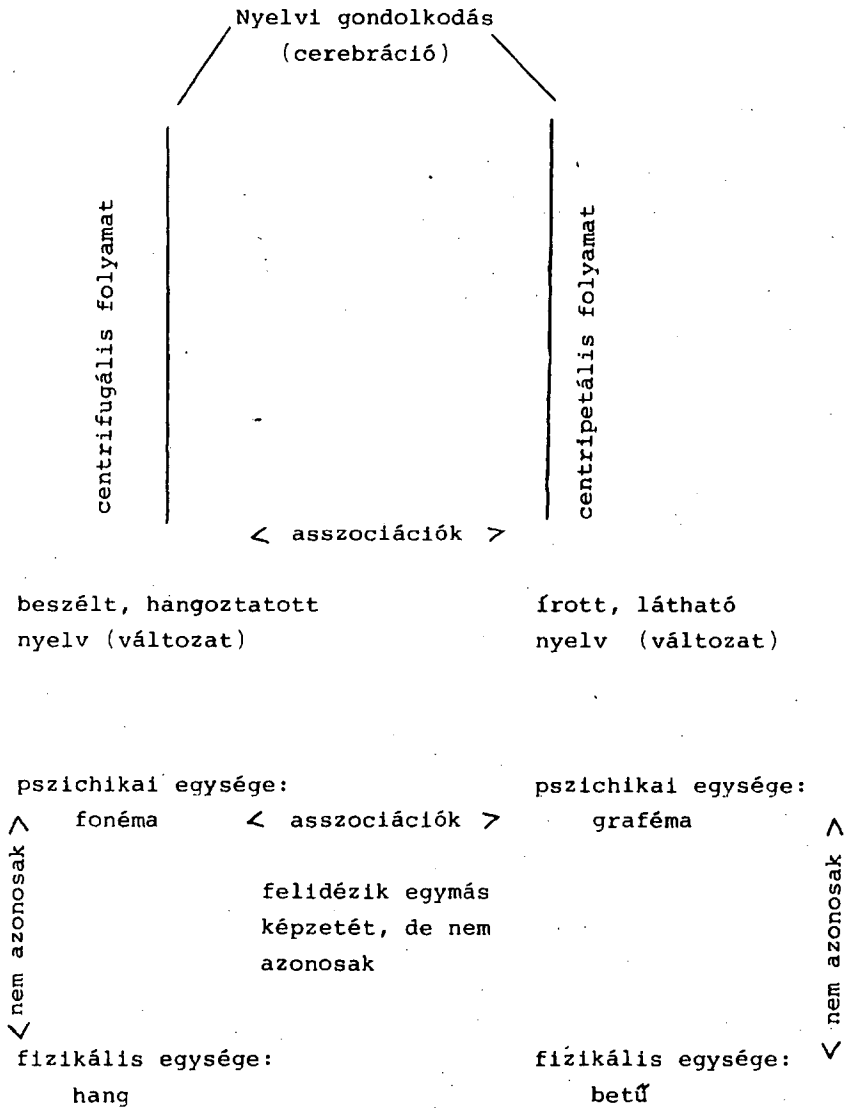 Nyelvi gondolkodás
(cerebráció)
centrifugális folyamat
centripetális folyamat
< asszociációk >
beszélt, hangoztatott
nyelv (változat)
írott, látható
nyelv (változat)
pszichikai egysége:
fonéma
< asszociációk >
pszichikai egysége:
graféma
felidézik egymás
képzetét, de nem
azonosak
< nem azonosak >
< nem azonosak >
fizikális egysége:
hang
fizikális egysége:
betű